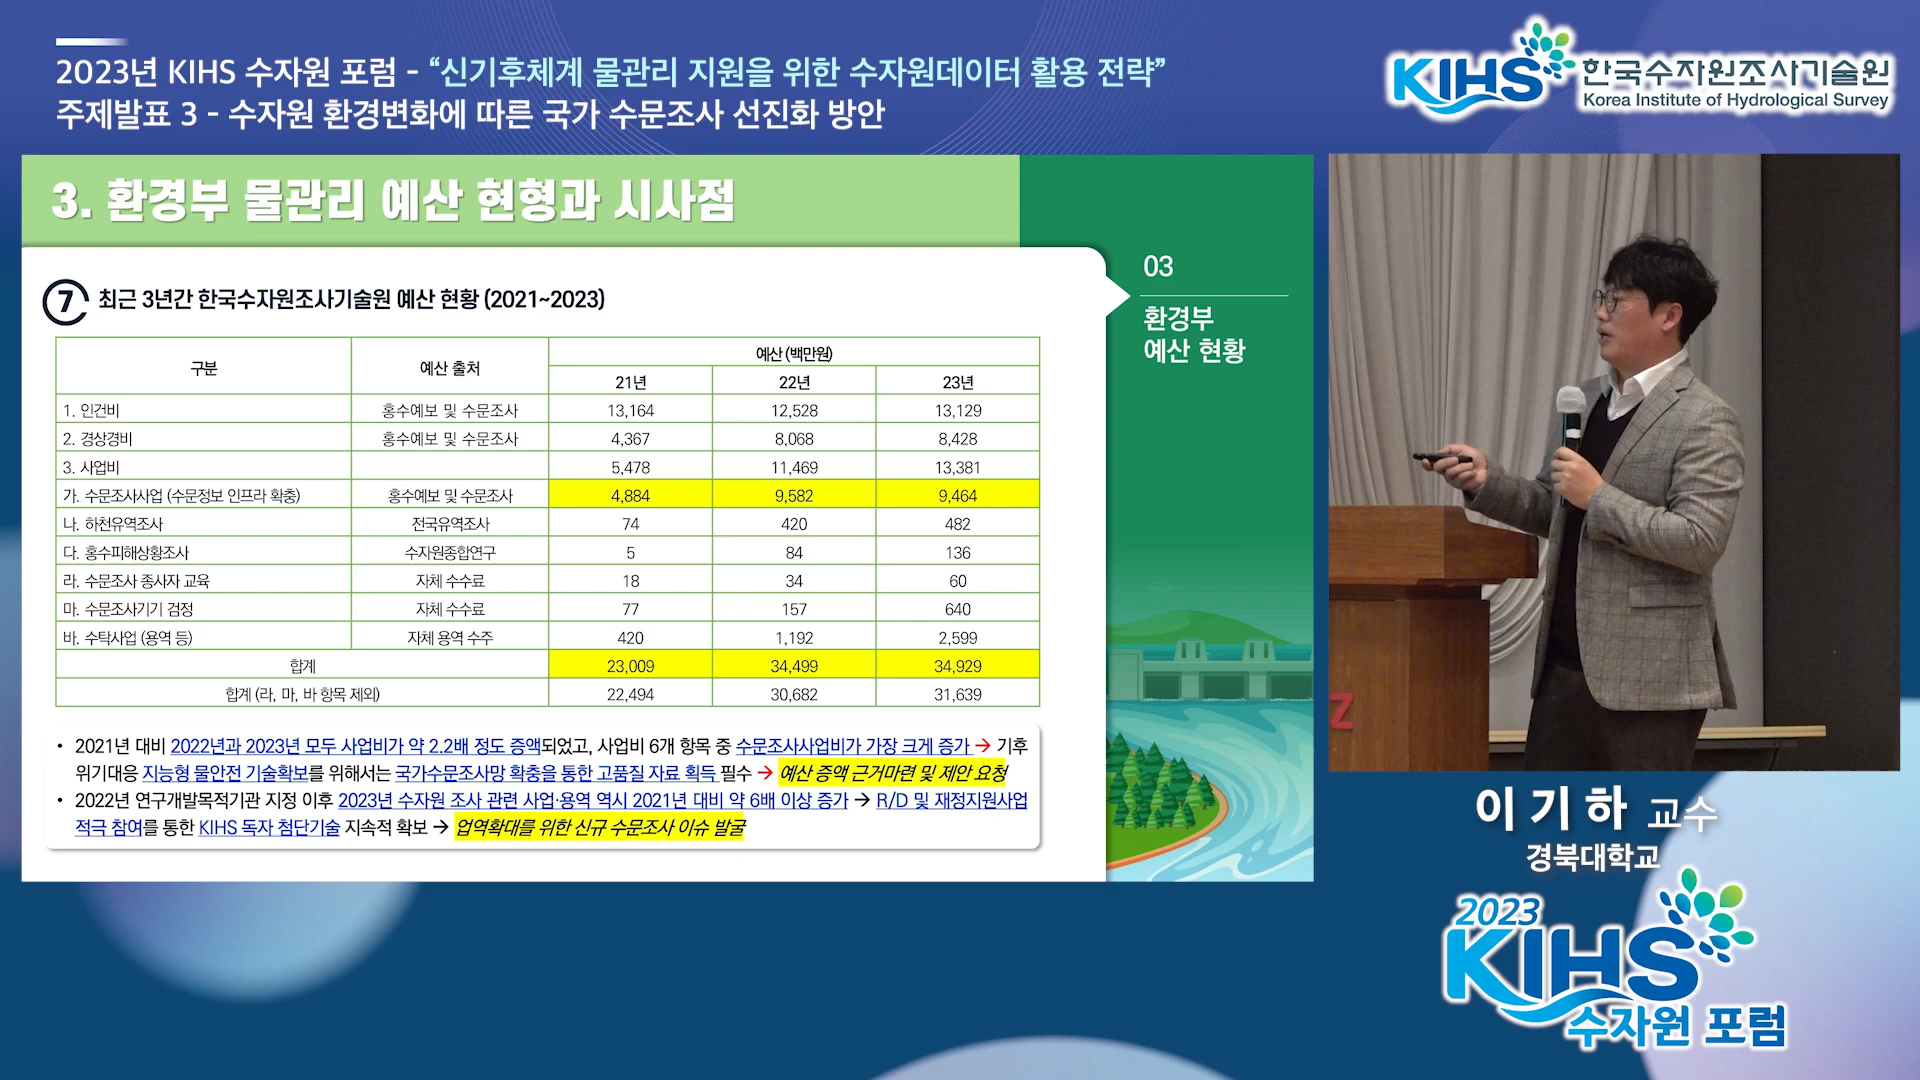 2023년 KIHS 수자원 포럼 - “신기후체계 물관리 지원을 위한 수자원데이터 활용 전략”
주제발표 3 - 수자원 환경변화에 따른 국가 수문조사 선진화 방안
KIHS 한국수자원조사기술원
Korea Institute of Hydrological Survey
3. 환경부 물관리 예산 현형과 시사점
03
환경부
예산 현황
7 최근 3년간 한국수자원조사기술원 예산 현황 (2021~2023)
구분 예산 출처 예산 (백만원)
21년 22년 23년
1. 인건비 홍수예보 및 수문조사 13,164 12,528 13,129
2. 경상경비 홍수예보 및 수문조사 4,367 8,068 8,428
3. 사업비 5,478 11,469 13,381
가. 수문조사사업 (수문정보 인프라 확충) 홍수예보 및 수문조사 4,884 9,582 9,464
나. 하천유역조사 전국유역조사 74 420 482
다. 홍수피해상황조사 수자원종합연구 5 84 136
라. 수문조사 종사자 교육 자체 수수료 18 34 60
마. 수문조사기기 검정 자체 수수료 77 157 640
바. 수탁사업 (용역 등) 자체 용역 수주 420 1,192 2,599
합계 23,009 34,499 34,929
합계 (라, 마, 바 항목 제외) 22,494 30,682 31,639
• 2021년 대비 2022년과 2023년 모두 사업비가 약 2.2배 정도 증액되었고, 사업비 6개 항목 중 수문조사사업비가 가장 크게 증가 → 기후
위기대응 지능형 물안전 기술확보를 위해서는 국가수문조사망 확충을 통한 고품질 자료 획득 필수 → 예산 증액 근거마련 및 제안 요청
• 2022년 연구개발목적기관 지정 이후 2023년 수자원 조사 관련 사업·용역 역시 2021년 대비 약 6배 이상 증가 → R/D 및 재정지원사업
적극 참여를 통한 KIHS 독자 첨단기술 지속적 확보 → 업역확대를 위한 신규 수문조사 이슈 발굴
Z
이기하 교수
경북대학교
2023
KIHS
수자원 포럼